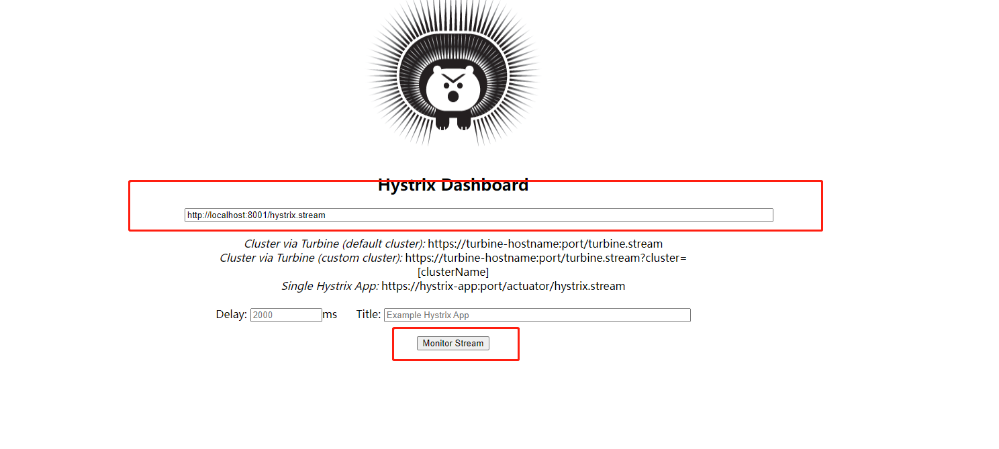 Hystrix Dashboard
http://localhost:8001/hystrix.stream
Cluster via Turbine (default cluster): https://turbine-hostname:port/turbine.stream
Cluster via Turbine (custom cluster): https://turbine-hostname:port/turbine.stream?cluster=
[clusterName]
Single Hystrix App: https://hystrix-app:port/actuator/hystrix.stream
Delay: 2000 ms Title: Example Hystrix App
Monitor Stream